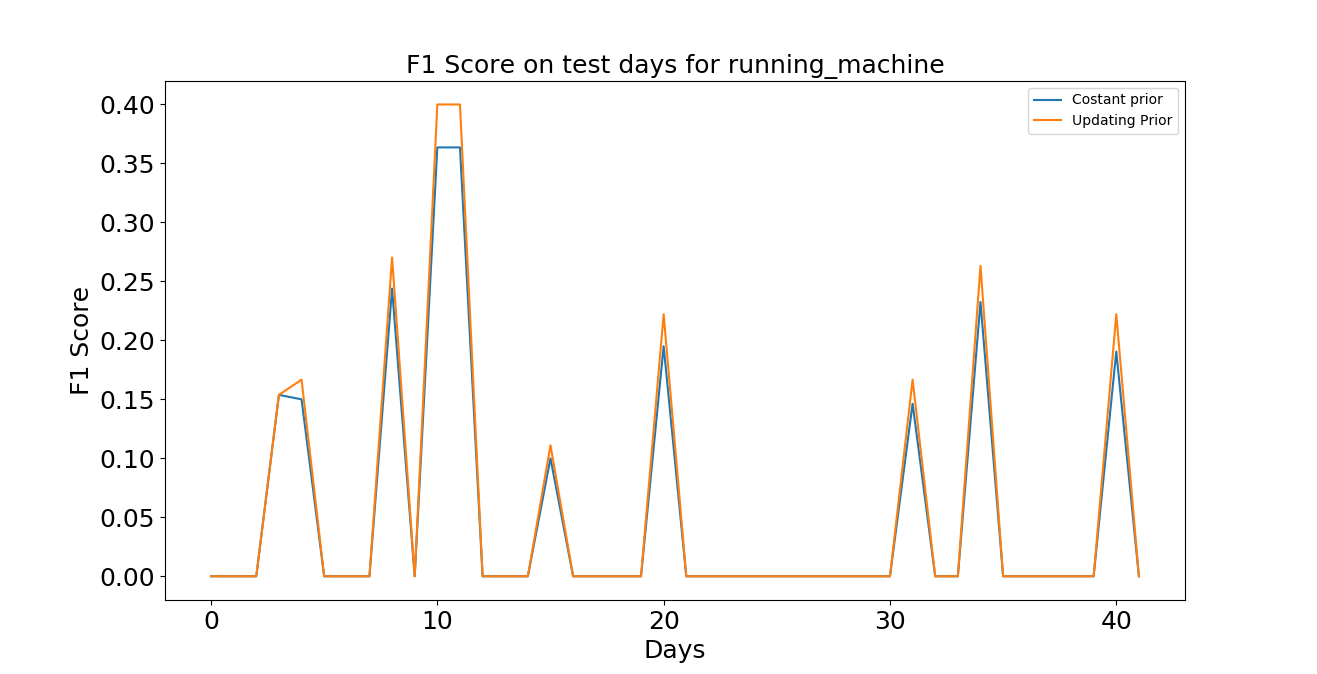 F1 Score on test days for running_machine
Costant prior
Updating Prior
F1 Score
0.40
0.35
0.30
0.25
0.20
0.15
0.10
0.05
0.00
0 10 20 30 40
Days